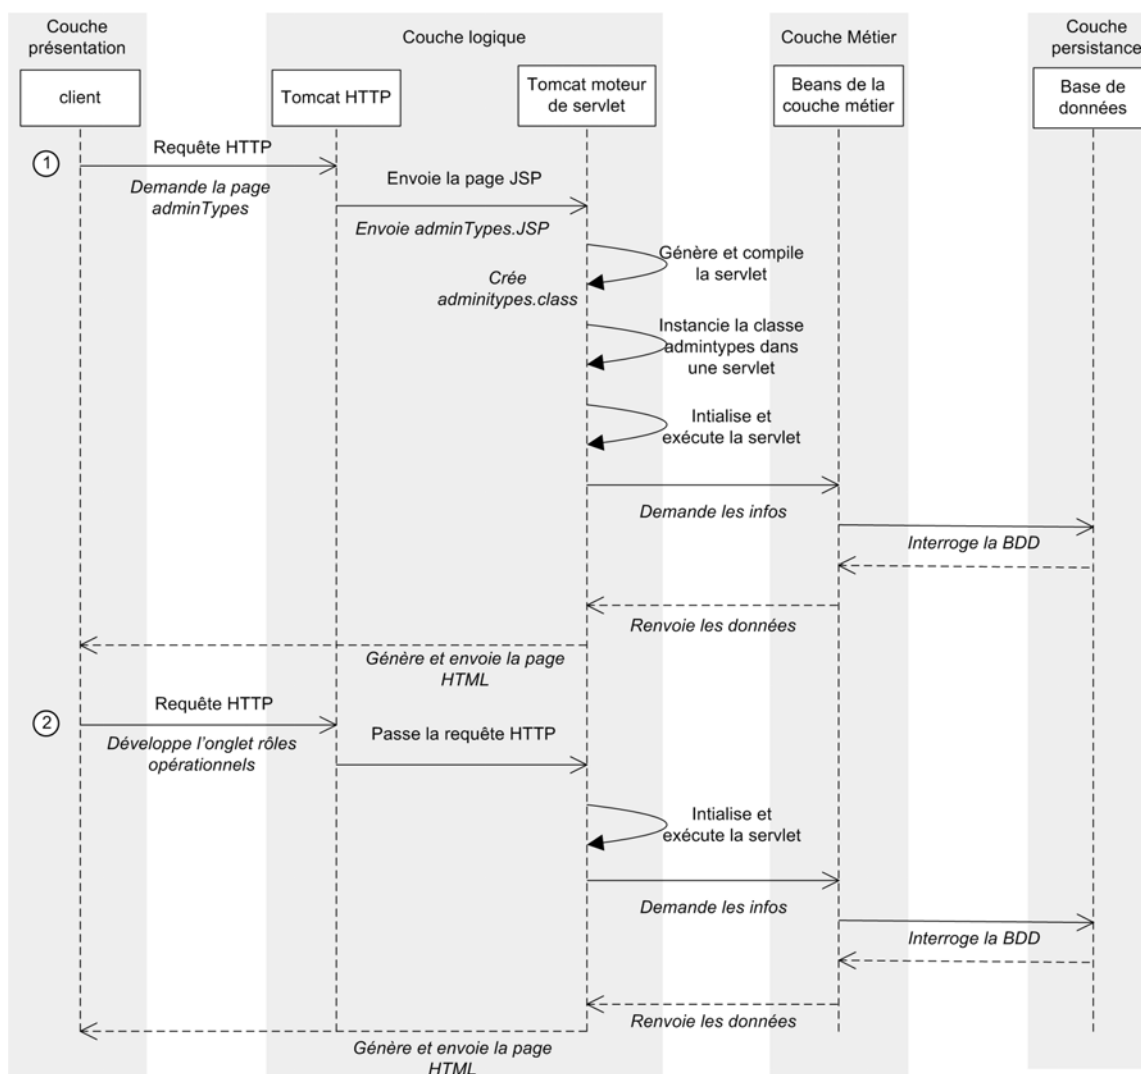 Couche
présentation
Couche logique
Couche Métier
Couche
persistance
client
Tomcat HTTP
Tomcat moteur
de servlet
Beans de la
couche métier
Base de
données
1
Requête HTTP
Demande la page
adminTypes
Envoie la page JSP
Envoie adminTypes.JSP
Génère et compile
la servlet
Crée
adminitypes.class
Instancie la classe
admintypes dans
une servlet
Intialise et
exécute la servlet
Demande les infos
Interroge la BDD
Renvoie les données
Génère et envoie la page
HTML
2
Requête HTTP
Développe l'onglet rôles
opérationnels
Passe la requête HTTP
Intialise et
exécute la servlet
Demande les infos
Interroge la BDD
Renvoie les données
Génère et envoie la page
HTML